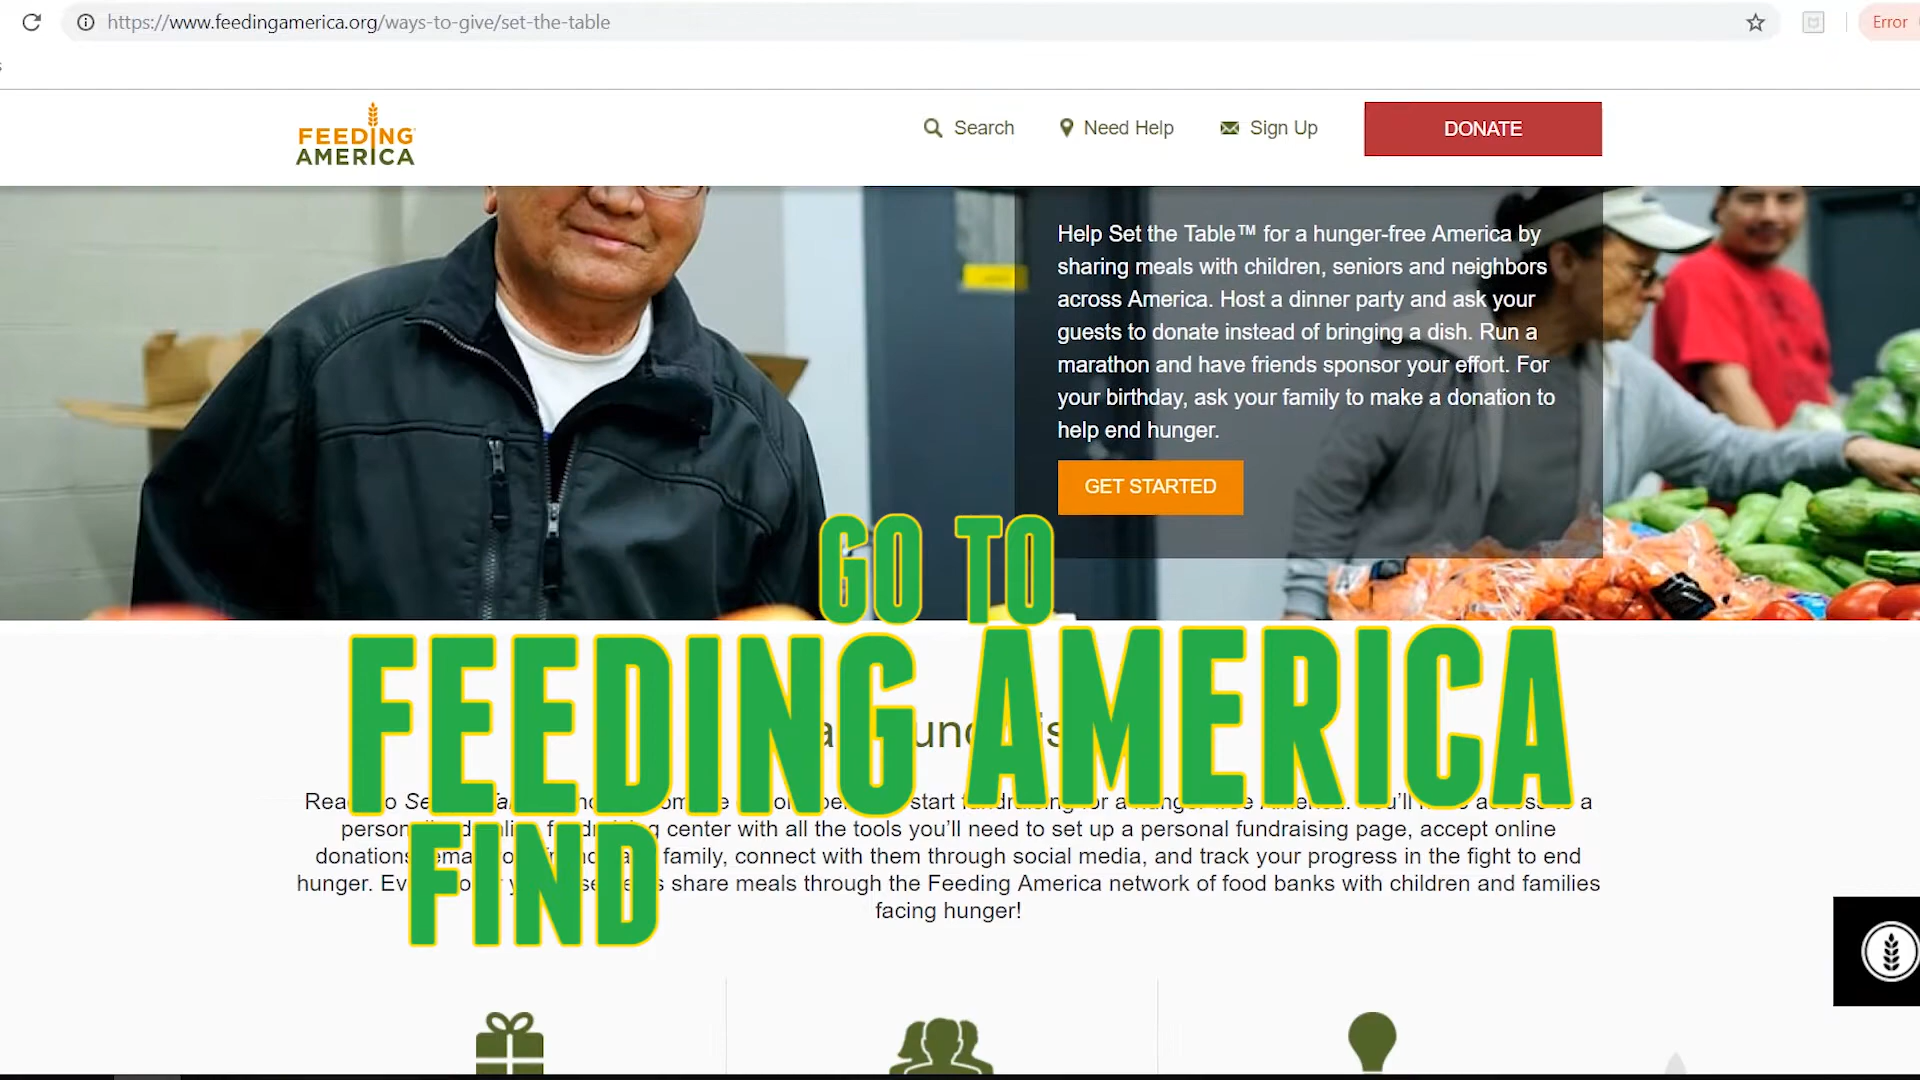 https://www.feedingamerica.org/ways-to-give/set-the-table
Error
FEEDING
AMERICA
Search
Need Help
Sign Up
DONATE
Help Set the Table™ for a hunger-free America by
sharing meals with children, seniors and neighbors
across America. Host a dinner party and ask your
guests to donate instead of bringing a dish. Run a
marathon and have friends sponsor your effort. For
your birthday, ask your family to make a donation to
help end hunger.
GET STARTED
GO TO
FEEDING AMERICA
FIND
start for a
center with all the tools you'll need to set up a personal fundraising page, accept online
family, connect with them through social media, and track your progress in the fight to end
hunger. share meals through the Feeding America network of food banks with children and families
facing hunger!